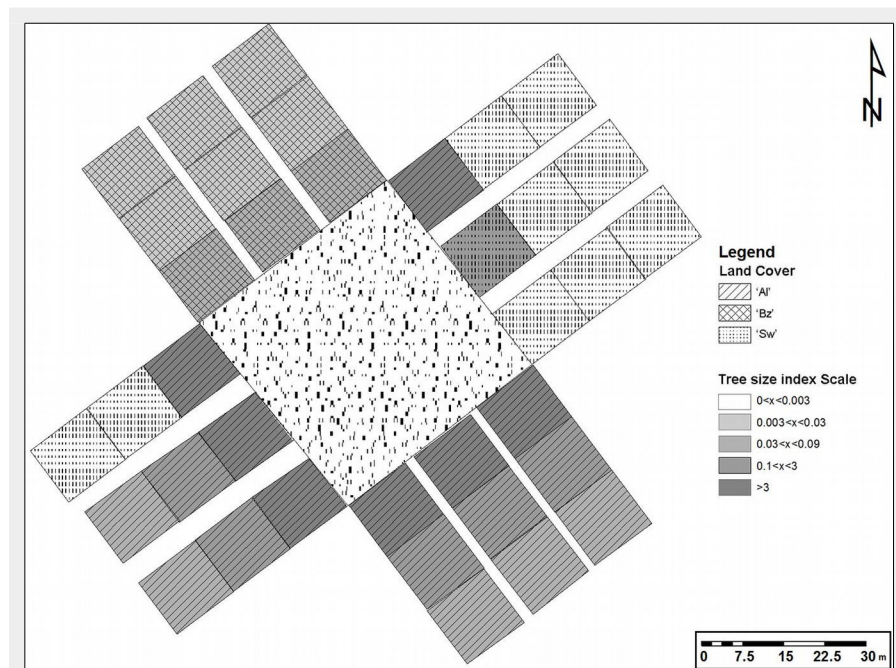 N
Legend
Land Cover
'Al'
'Bz'
'Sw'
Tree size index Scale
0<x<0.003
0.003<x<0.03
0.03<x<0.09
0.1<x<3
>3
0 7.5 15 22.5 30 m